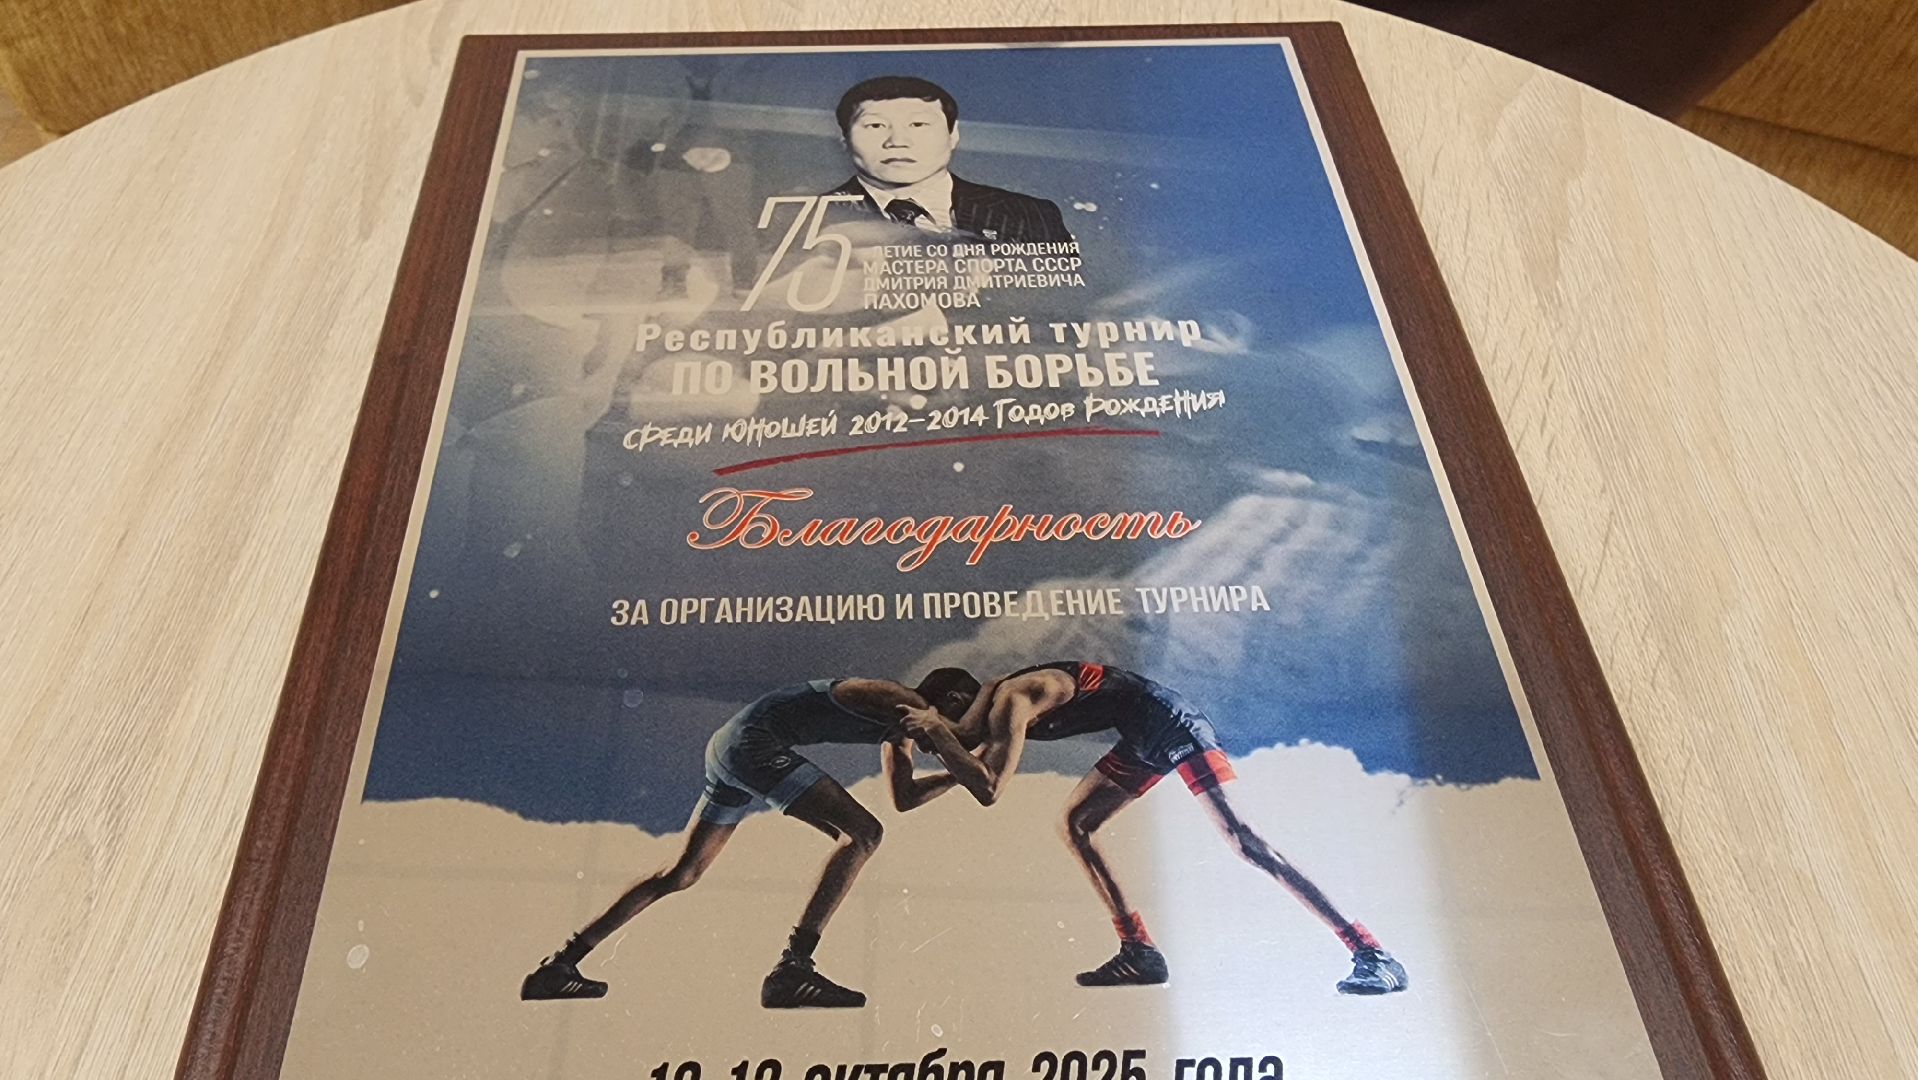 75
ЛЕТИЕ СО ДНЯ РОЖДЕНИЯ
МАСТЕРА СПОРТА СССР
ДМИТРИЯ ДМИТРИЕВИЧА
ПАХОМОВА
Республиканский турнир
ПО ВОЛЬНОЙ БОРЬБЕ
СРЕДИ ЮНОШЕЙ 2012-2014 ГОДОВ РОЖДЕНИЯ
Благодарность
ЗА ОРГАНИЗАЦИЮ И ПРОВЕДЕНИЕ ТУРНИРА
октября 2025 года